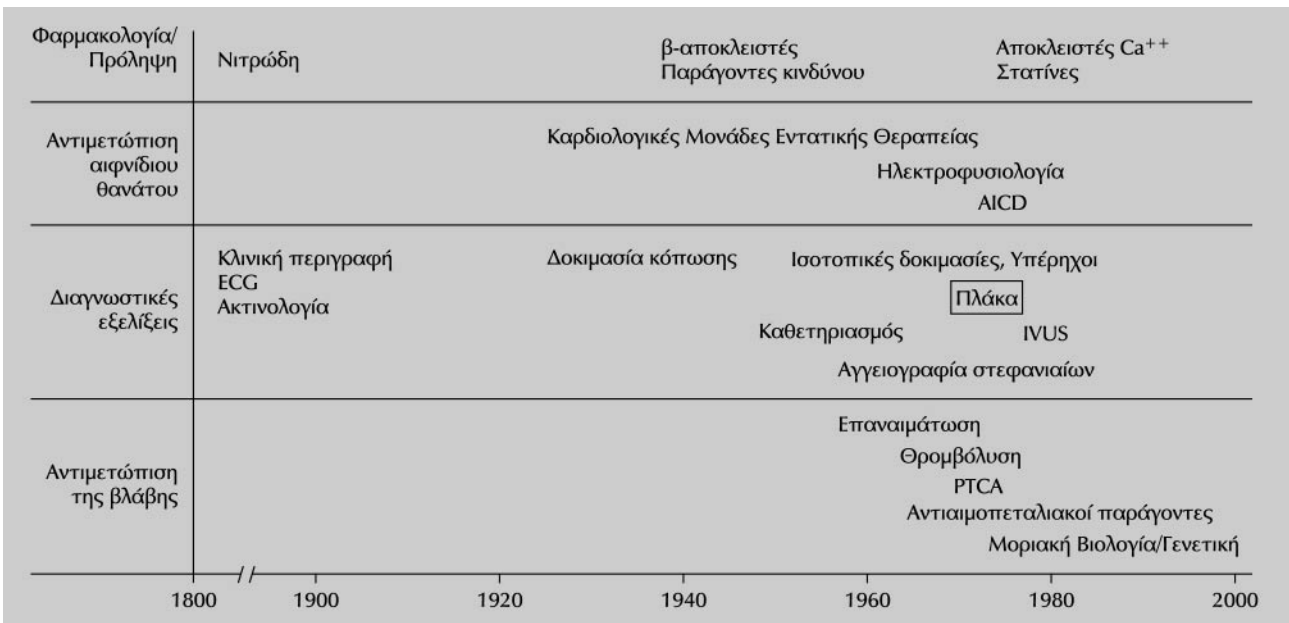 Φαρμακολογία/
Πρόληψη
Νιτρώδη
β-αποκλειστές
Παράγοντες κινδύνου
Αποκλειστές Ca++
Στατίνες
Αντιμετώπιση
αιφνίδιου
θανάτου
Καρδιολογικές Μονάδες Εντατικής Θεραπείας
Ηλεκτροφυσιολογία
AICD
Διαγνωστικές
εξελίξεις
Κλινική περιγραφή
ECG
Ακτινολογία
Δοκιμασία κόπωσης
Ισοτοπικές δοκιμασίες, Υπέρηχοι
Πλάκα
Καθετηριασμός
IVUS
Αγγειογραφία στεφανιαίων
Αντιμετώπιση
της βλάβης
Επαναιμάτωση
Θρομβόλυση
PTCA
Αντιαιμοπεταλιακοί παράγοντες
Μοριακή Βιολογία/Γενετική
1800 1900 1920 1940 1960 1980 2000